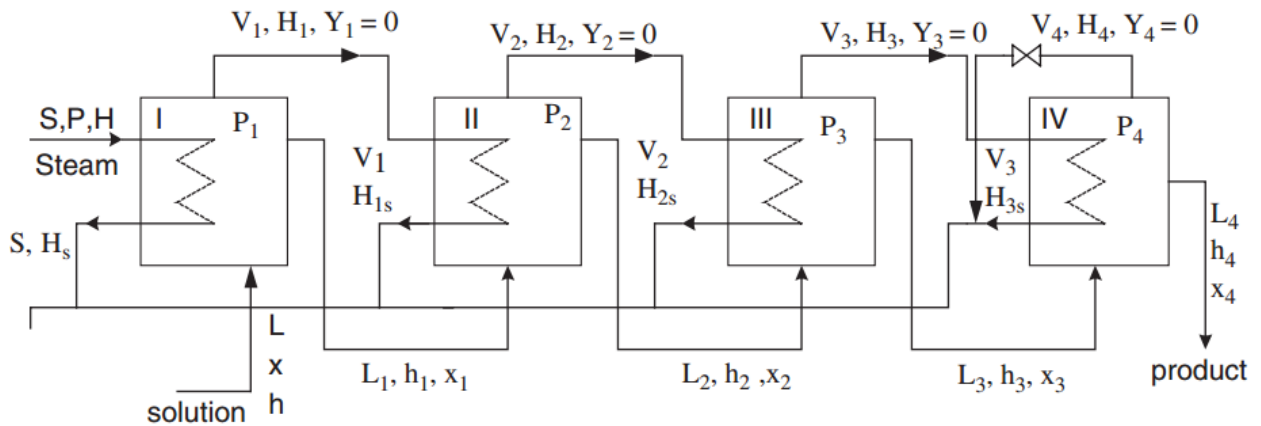 V₁, H₁, Y₁ = 0
V₂, H₂, Y₂ = 0
V₃, H₃, Y₃ = 0
V₄, H₄, Y₄ = 0
S,P,H
Steam
I
P₁
II
P₂
III
P₃
IV
P₄
V₁
H₁ₛ
V₂
H₂ₛ
V₃
H₃ₛ
S, Hₛ
L₄
h₄
x₄
L
x
h
solution
L₁, h₁, x₁
L₂, h₂ ,x₂
L₃, h₃, x₃
product